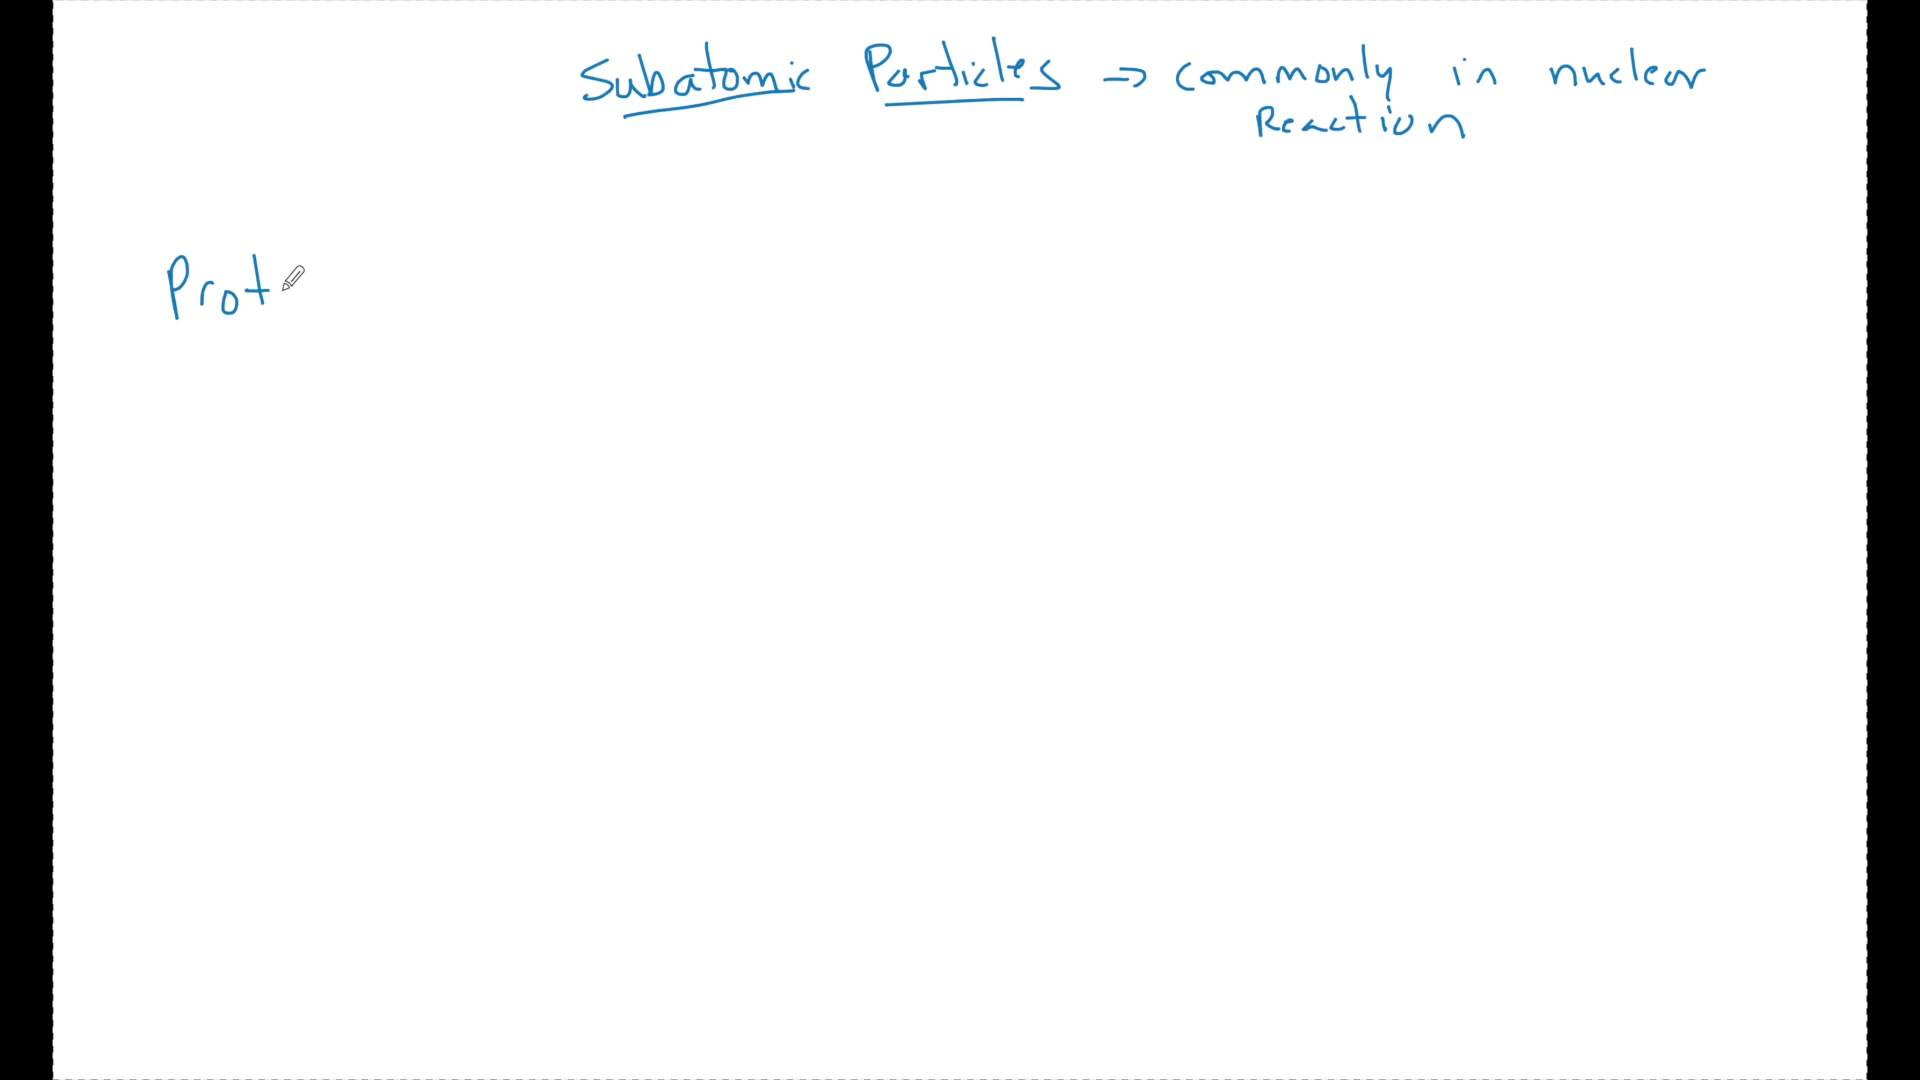 Subatomic Particles → commonly in nuclear
Reaction
Prot